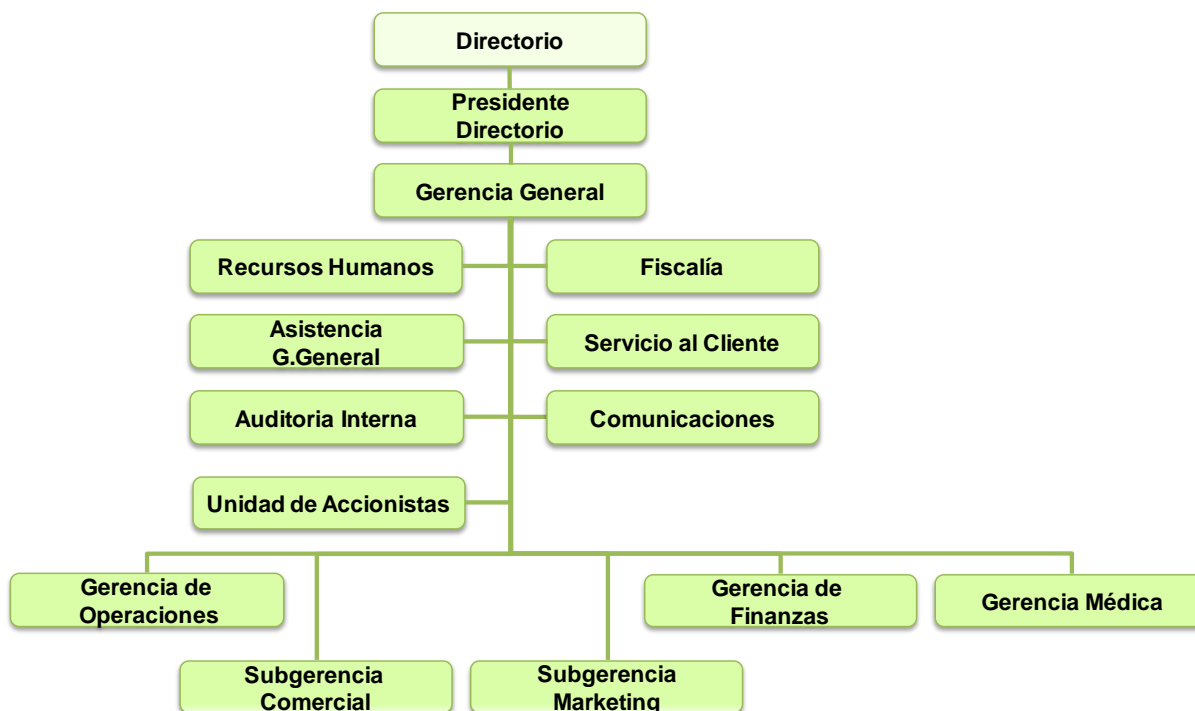 Directorio
Presidente
Directorio
Gerencia General
Recursos Humanos
Fiscalía
Asistencia
G.General
Servicio al Cliente
Auditoria Interna
Comunicaciones
Unidad de Accionistas
Gerencia de
Operaciones
Gerencia de
Finanzas
Gerencia Médica
Subgerencia
Comercial
Subgerencia
Marketing